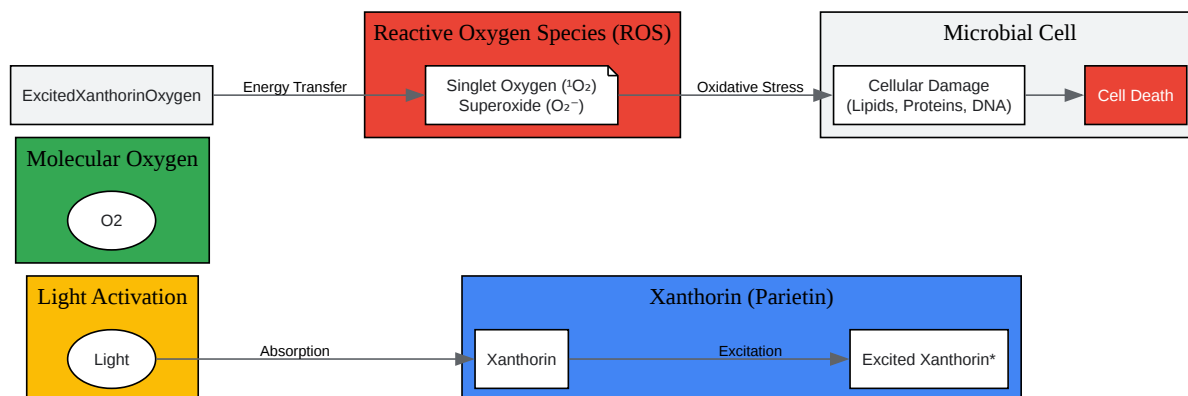 Reactive Oxygen Species (ROS)
Microbial Cell
ExcitedXanthorinOxygen
Energy Transfer
Singlet Oxygen (¹O₂)
Superoxide (O₂⁻)
Oxidative Stress
Cellular Damage
(Lipids, Proteins, DNA)
Cell Death
Molecular Oxygen
O2
Light Activation
Xanthorin (Parietin)
Light
Absorption
Xanthorin
Excitation
Excited Xanthorin*